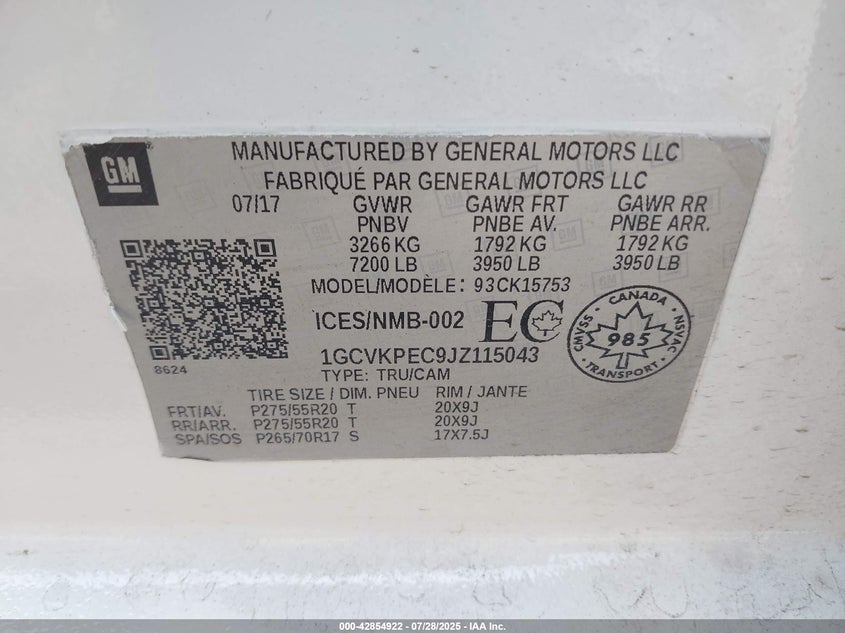 GM
MANUFACTURED BY GENERAL MOTORS LLC
FABRIQUÉ PAR GENERAL MOTORS LLC
07/17 GVWR GAWR FRT GAWR RR
PNBV PNBE AV. PNBE ARR.
3266 KG 1792 KG 1792 KG
7200 LB 3950 LB 3950 LB
MODEL/MODÈLE: 93CK15753
ICES/NMB-002 EC
CANADA
CMVSS 985 NSVAC
TRANSPORT
8624
1GCVKPEC9JZ115043
TYPE: TRU/CAM
TIRE SIZE / DIM. PNEU RIM / JANTE
FRT/AV. P275/55R20 T 20X9J
RR/ARR. P275/55R20 T 20X9J
SPA/SOS P265/70R17 S 17X7.5J
000-42854922 | 07/28/2025 - IAA Inc.